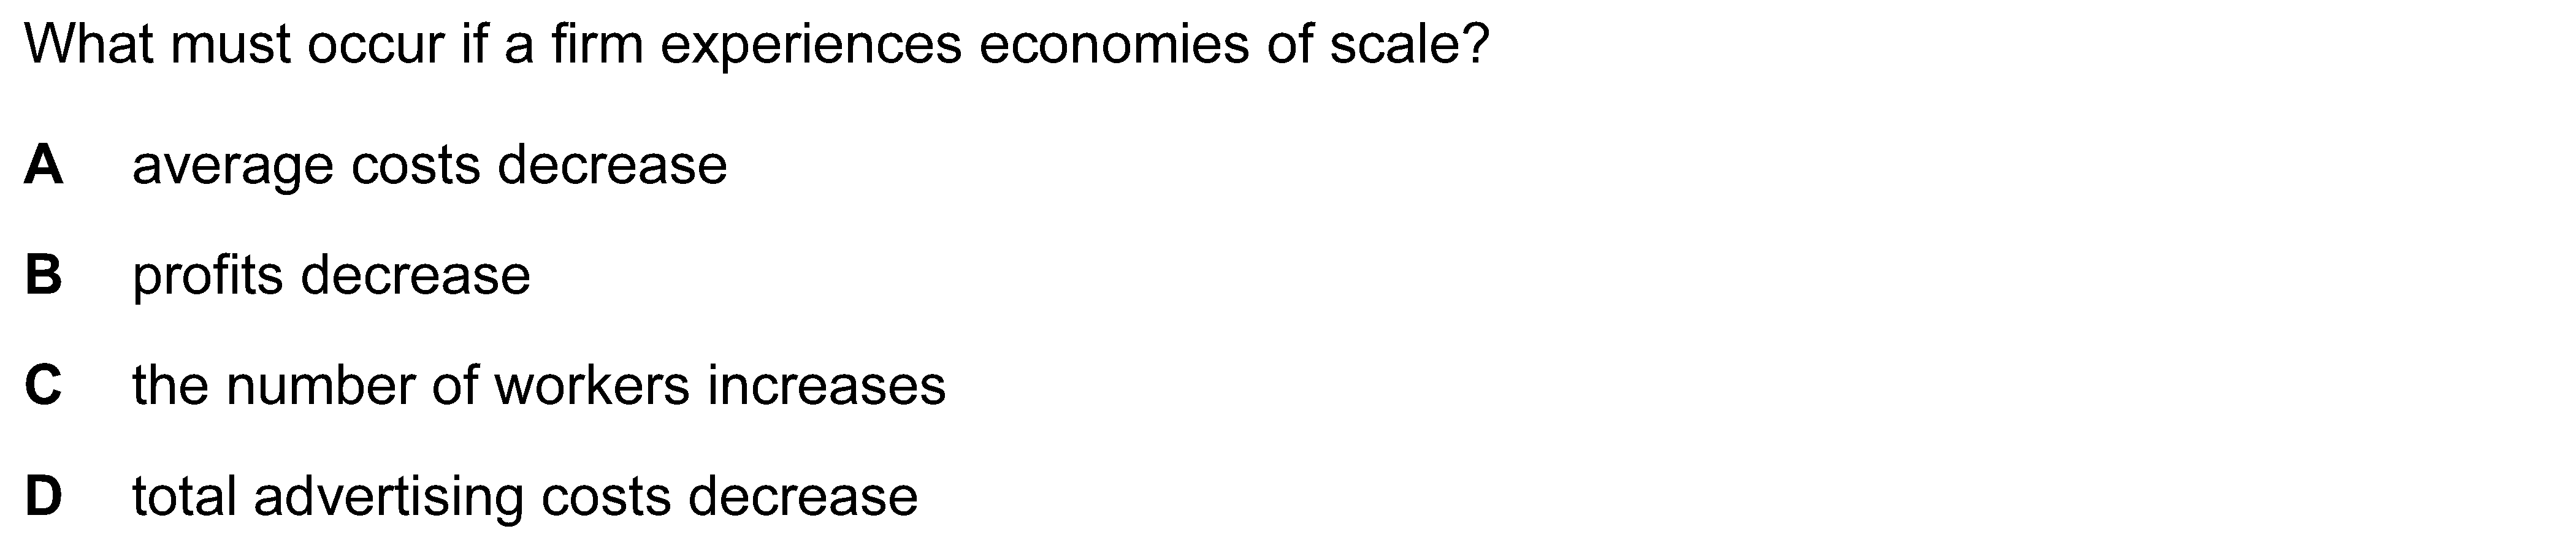 What must occur if a firm experiences economies of scale?
A average costs decrease
B profits decrease
C the number of workers increases
D total advertising costs decrease